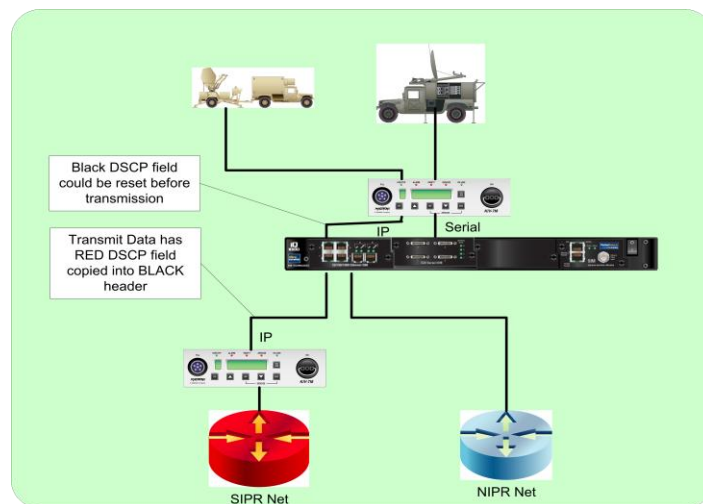 Black DSCP field
could be reset before
transmission
Transmit Data has
RED DSCP field
copied into BLACK
header
IP
Serial
IP
SIPR Net
NIPR Net